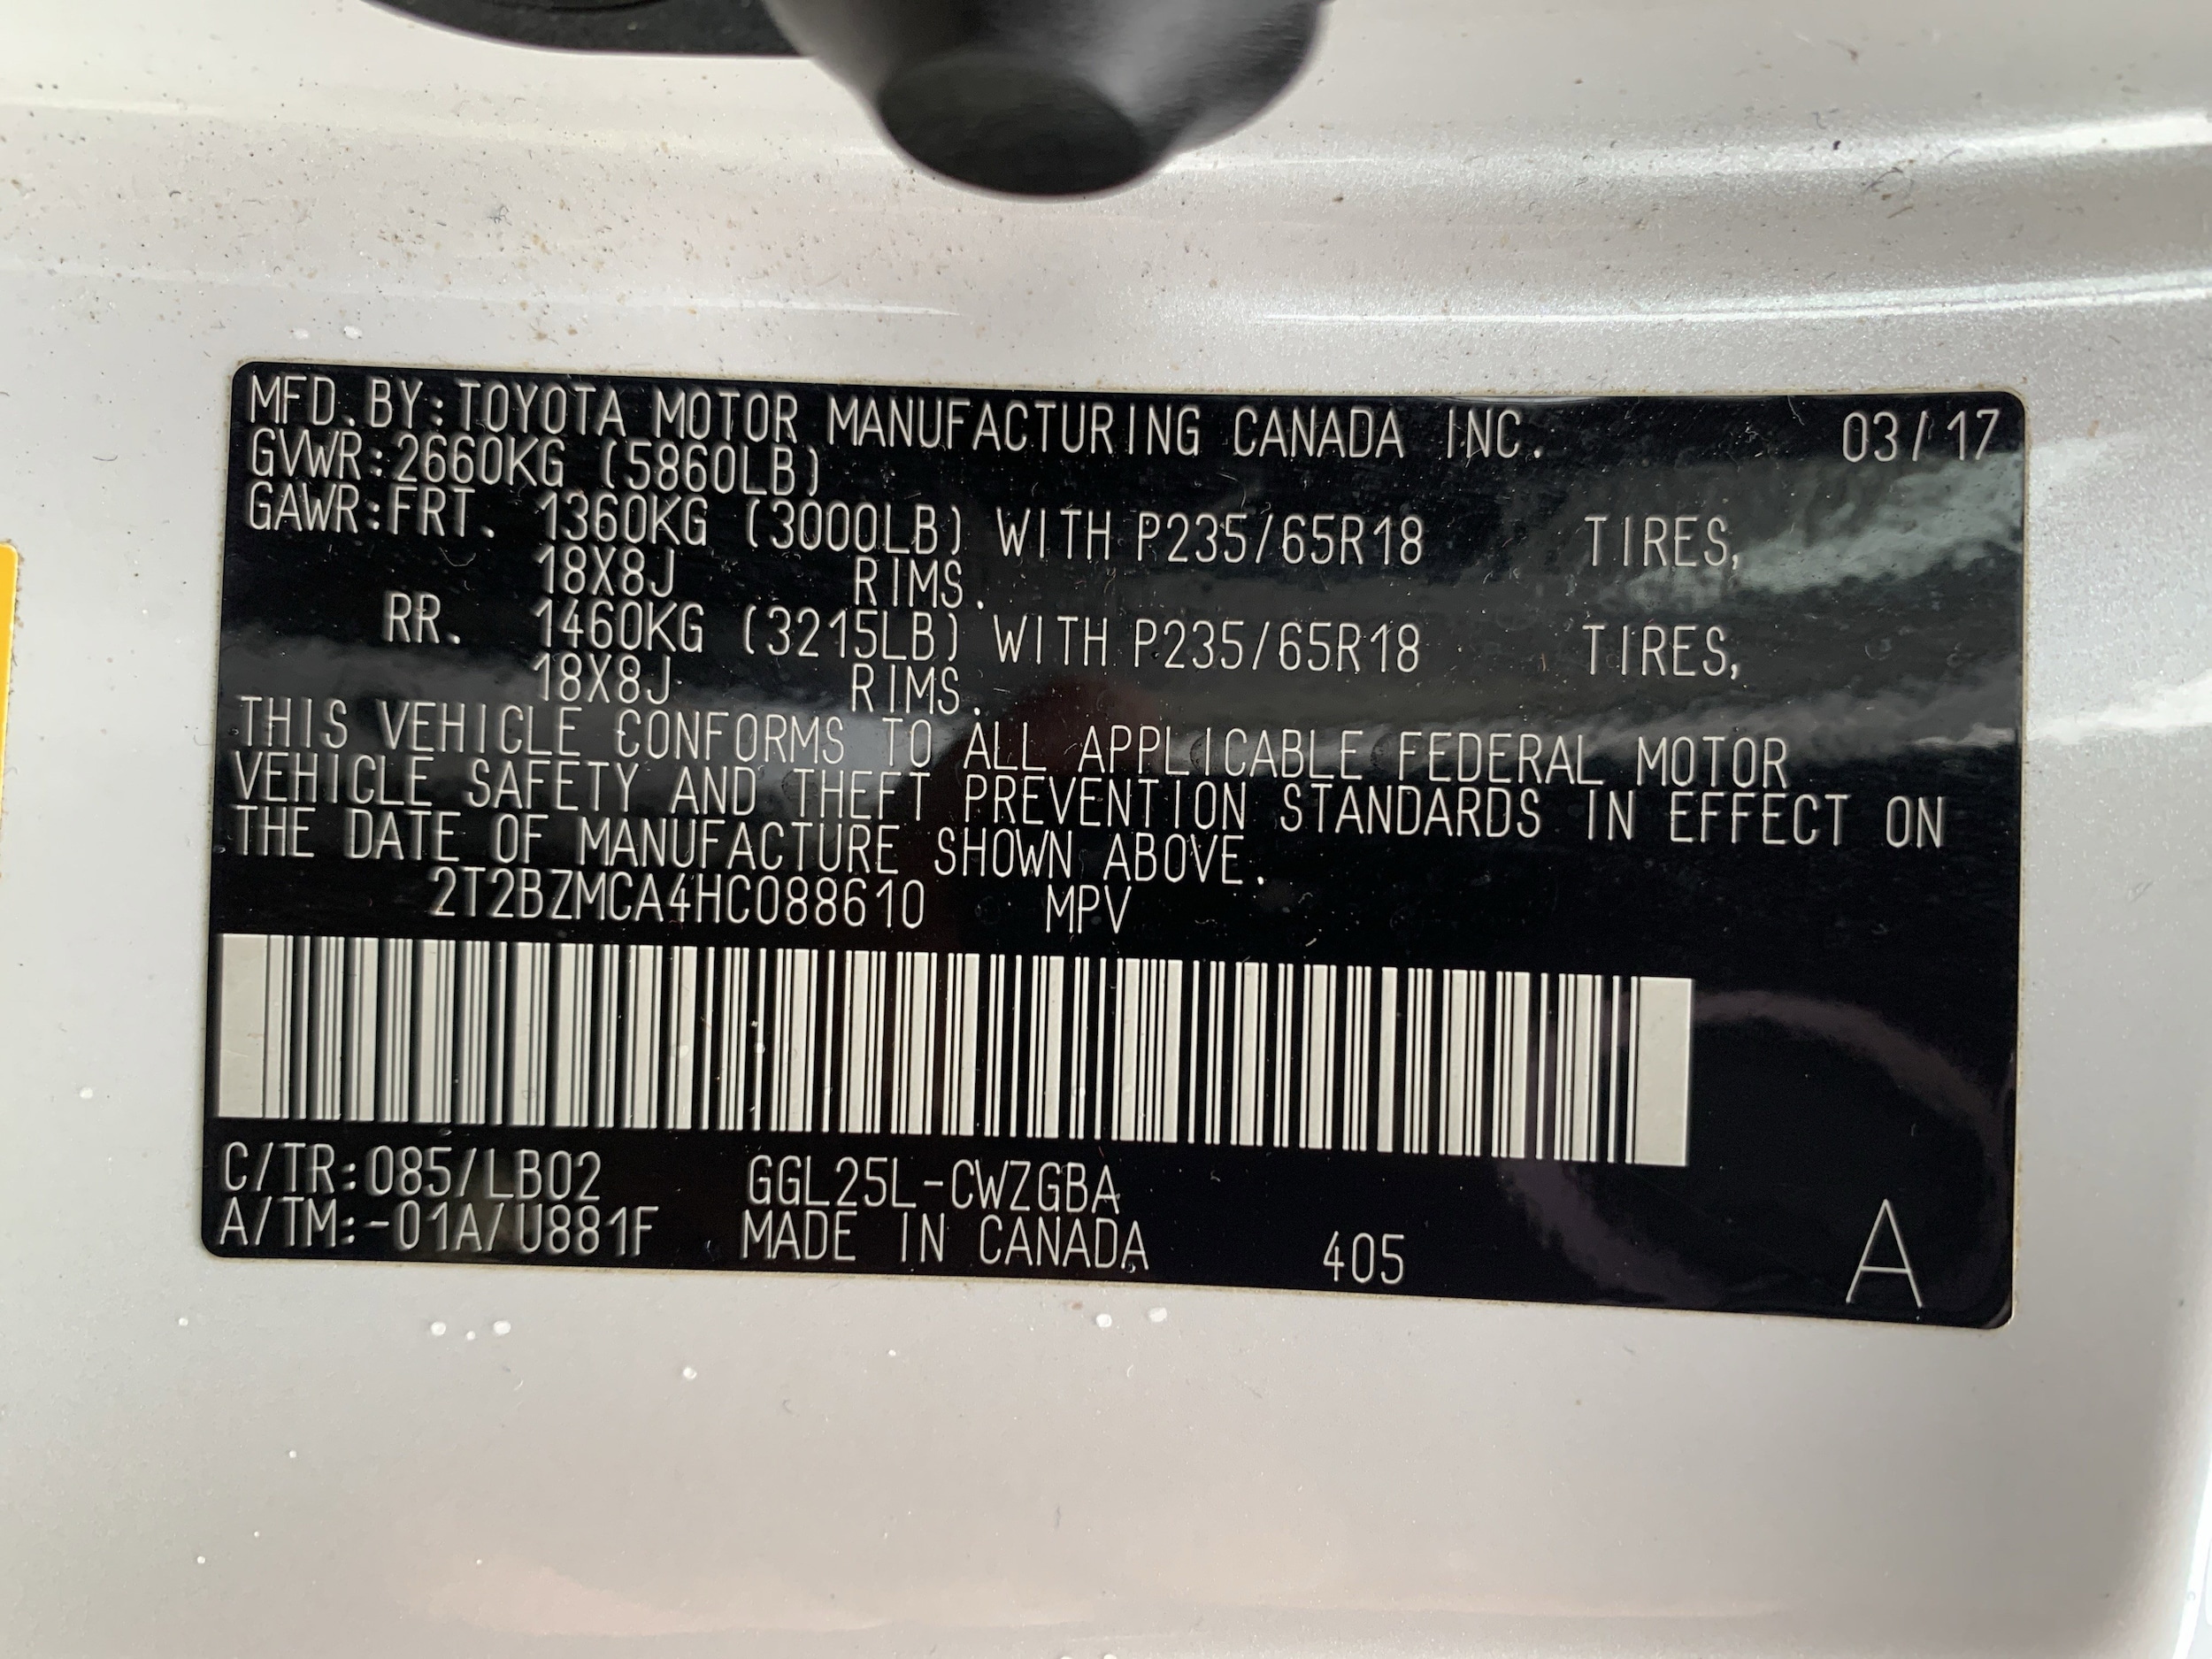 MFD.BY:TOYOTA MOTOR MANUFACTURING CANADA INC. 03/17
GVWR:2660KG (5860LB)
GAWR:FRT. 1360KG (3000LB) WITH P235/65R18 TIRES,
18X8J RIMS.
RR. 1460KG (3215LB) WITH P235/65R18 TIRES,
18X8J RIMS.
THIS VEHICLE CONFORMS TO ALL APPLICABLE FEDERAL MOTOR
VEHICLE SAFETY AND THEFT PREVENTION STANDARDS IN EFFECT ON
THE DATE OF MANUFACTURE SHOWN ABOVE.
2T2BZMCA4HC088610 MPV
C/TR:085/LB02 GGL25L-CWZGBA
A/TM:-01A/U881F MADE IN CANADA 405 A